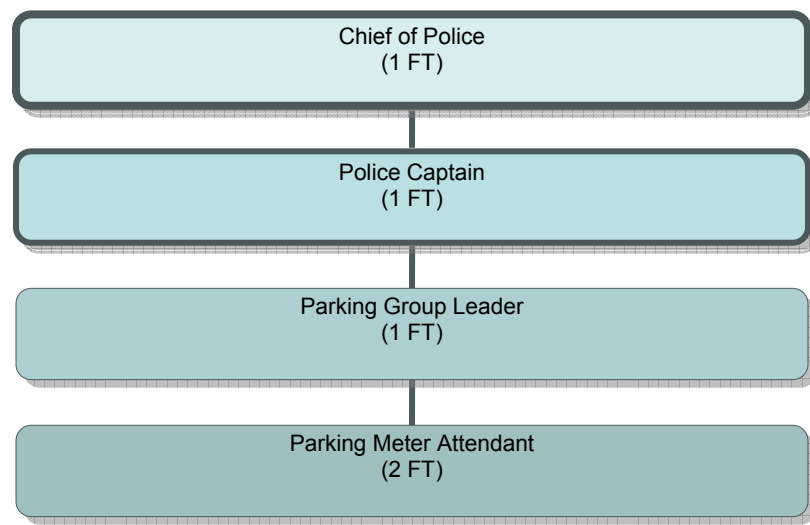 Chief of Police
(1 FT)
Police Captain
(1 FT)
Parking Group Leader
(1 FT)
Parking Meter Attendant
(2 FT)